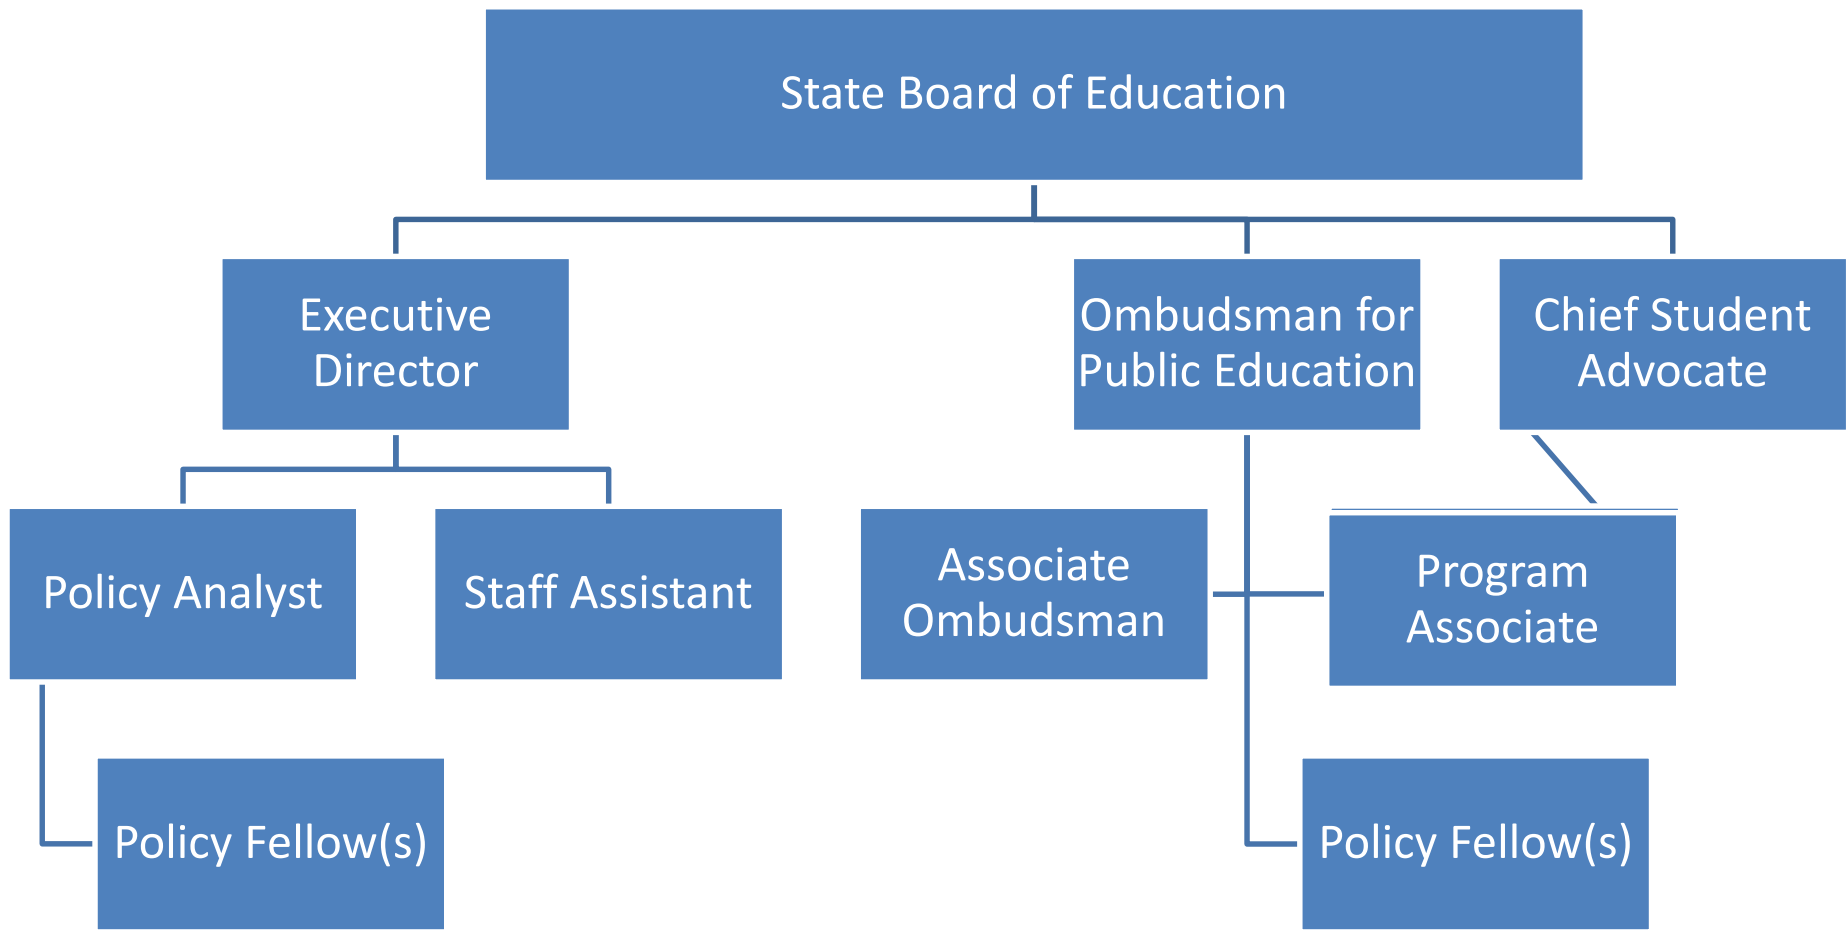 State Board of Education
Executive
Director
Ombudsman for
Public Education
Chief Student
Advocate
Policy Analyst
Staff Assistant
Associate
Ombudsman
Program
Associate
Policy Fellow(s)
Policy Fellow(s)